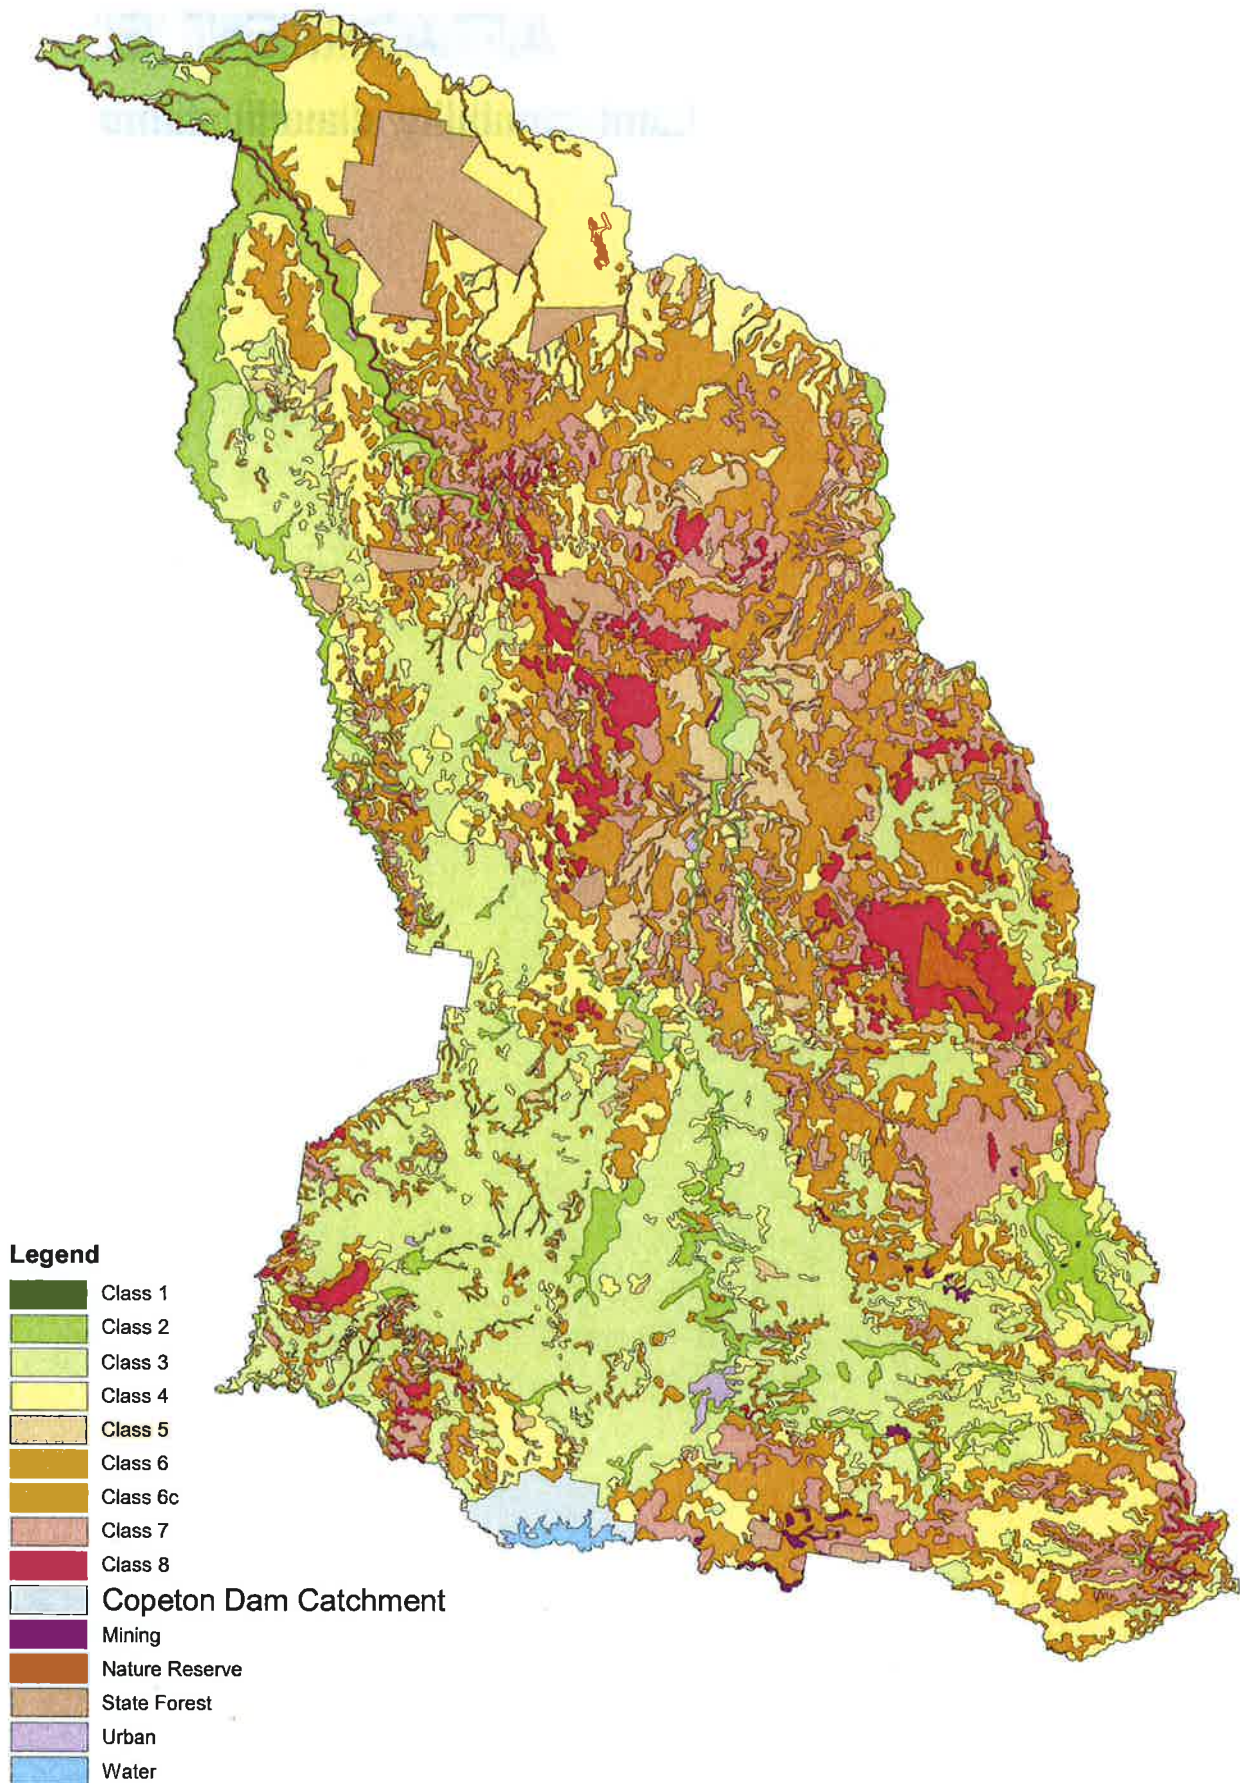 Legend
Class 1
Class 2
Class 3
Class 4
Class 5
Class 6
Class 6c
Class 7
Class 8
Copeton Dam Catchment
Mining
Nature Reserve
State Forest
Urban
Water